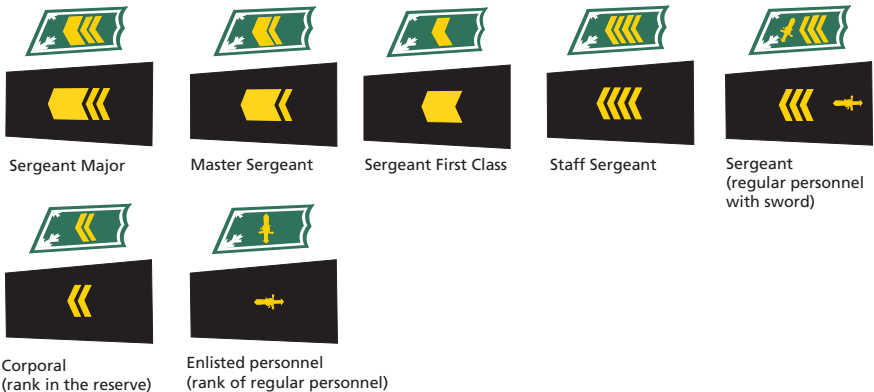 Sergeant Major
Master Sergeant
Sergeant First Class
Staff Sergeant
Sergeant
(regular personnel
with sword)
Corporal
(rank in the reserve)
Enlisted personnel
(rank of regular personnel)